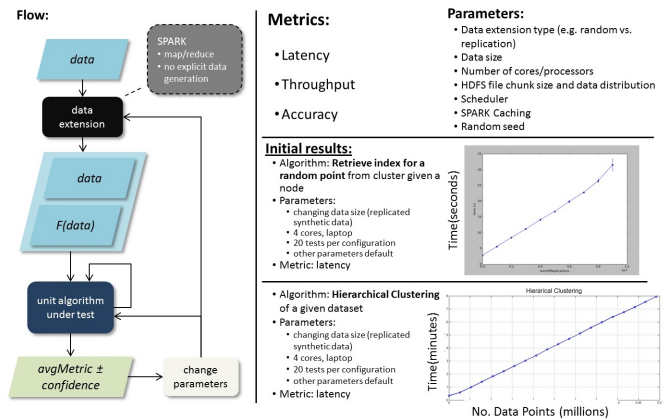 Flow:
SPARK
• map/reduce
• no explicit data
generation
data
data
extension
data
F(data)
unit algorithm
under test
avgMetric ±
confidence
change
parameters
Metrics:
•Latency
•Throughput
•Accuracy
Parameters:
• Data extension type (e.g. random vs.
replication)
• Data size
• Number of cores/processors
• HDFS file chunk size and data distribution
• Scheduler
• SPARK Caching
• Random seed
Initial results:
• Algorithm: Retrieve index for a
random point from cluster given a
node
• Parameters:
• changing data size (replicated
synthetic data)
• 4 cores, laptop
• 20 tests per configuration
• other parameters default
• Metric: latency
Time(seconds)
• Algorithm: Hierarchical Clustering
of a given dataset
• Parameters:
• changing data size (replicated
synthetic data)
• 4 cores, laptop
• 20 tests per configuration
• other parameters default
• Metric: latency
Hierarical Clustering
Time(minutes)
No. Data Points (millions)